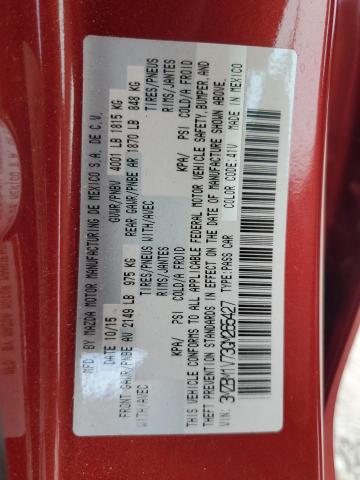 MFD. BY MAZDA MOTOR MANUFACTURING DE MEXICO S.A. DE C.V.
DATE 10/15 GVWR/PNBV 4001 LB 1815 KG
FRONT GAWR/PNBE AV 2149 LB 975 KG REAR GAWR/PNBE AR 1870 LB 848 KG
WITH/AVEC TIRES/PNEUS WITH/AVEC TIRES/PNEUS
RIMS/JANTES RIMS/JANTES
KPA/ PSI COLD/A FROID KPA/ PSI COLD/A FROID
THIS VEHICLE CONFORMS TO ALL APPLICABLE FEDERAL MOTOR VEHICLE SAFETY, BUMPER, AND
THEFT PREVENTION STANDARDS IN EFFECT ON THE DATE OF MANUFACTURE SHOWN ABOVE.
VIN: TYPE: PASS CAR COLOR CODE: 41V MADE IN MEXICO